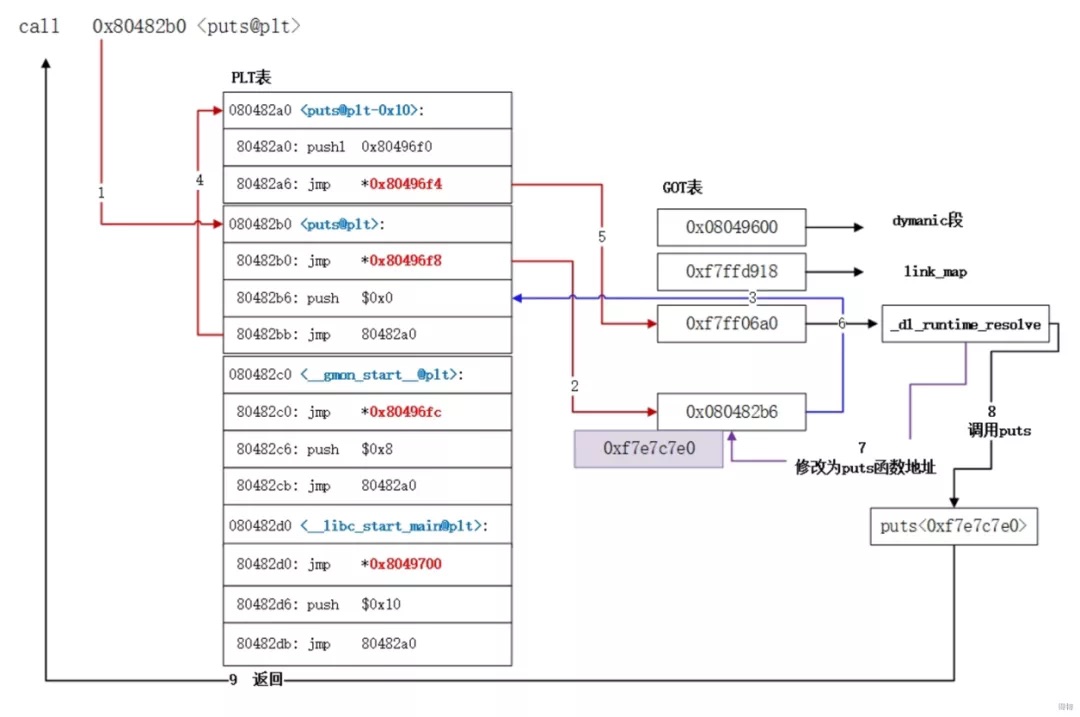 call 0x80482b0 <puts@plt>
PLT表
080482a0 <puts@plt-0x10>:
80482a0: pushl 0x80496f0
80482a6: jmp *0x80496f4
080482b0 <puts@plt>:
80482b0: jmp *0x80496f8
80482b6: push $0x0
80482bb: jmp 80482a0
080482c0 <__gmon_start__@plt>:
80482c0: jmp *0x80496fc
80482c6: push $0x8
80482cb: jmp 80482a0
080482d0 <__libc_start_main@plt>:
80482d0: jmp *0x8049700
80482d6: push $0x10
80482db: jmp 80482a0
1
4
5
2
3
6
GOT表
0x08049600
dymanic段
0xf7ffd918
link_map
0xf7ff06a0
_dl_runtime_resolve
0x080482b6
0xf7e7c7e0
7
修改为puts函数地址
8
调用puts
puts<0xf7e7c7e0>
9 返回